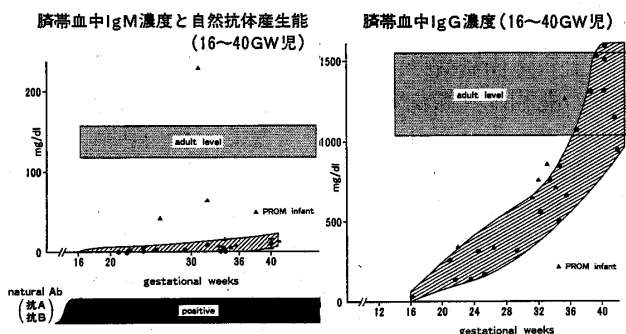 臍帯血中IgM濃度と自然抗体産生能
(16〜40GW児)
200
100
0
mg/dl
adult level
▲ PROM infant
16 20 24 28 32 36 40
gestational weeks
natural Ab
(抗A
抗B)
positive
臍帯血中IgG濃度(16〜40GW児)
1500
1000
500
0
mg/dl
adult level
▲ PROM infant
12 16 20 24 28 32 36 40
gestational weeks